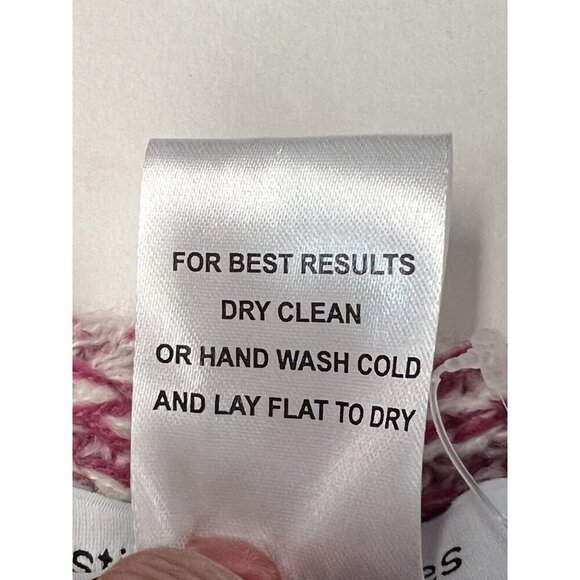 FOR BEST RESULTS
DRY CLEAN
OR HAND WASH COLD
AND LAY FLAT TO DRY